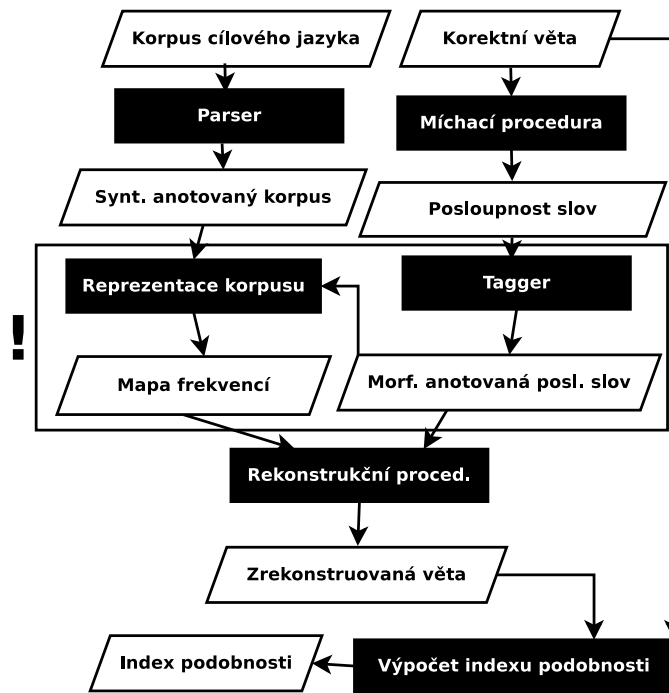 Korpus cílového jazyka
Korektní věta
Parser
Míchací procedura
Synt. anotovaný korpus
Posloupnost slov
Reprezentace korpusu
Tagger
!
Mapa frekvencí
Morf. anotovaná posl. slov
Rekonstrukční proced.
Zrekonstruovaná věta
Index podobnosti
Výpočet indexu podobnosti